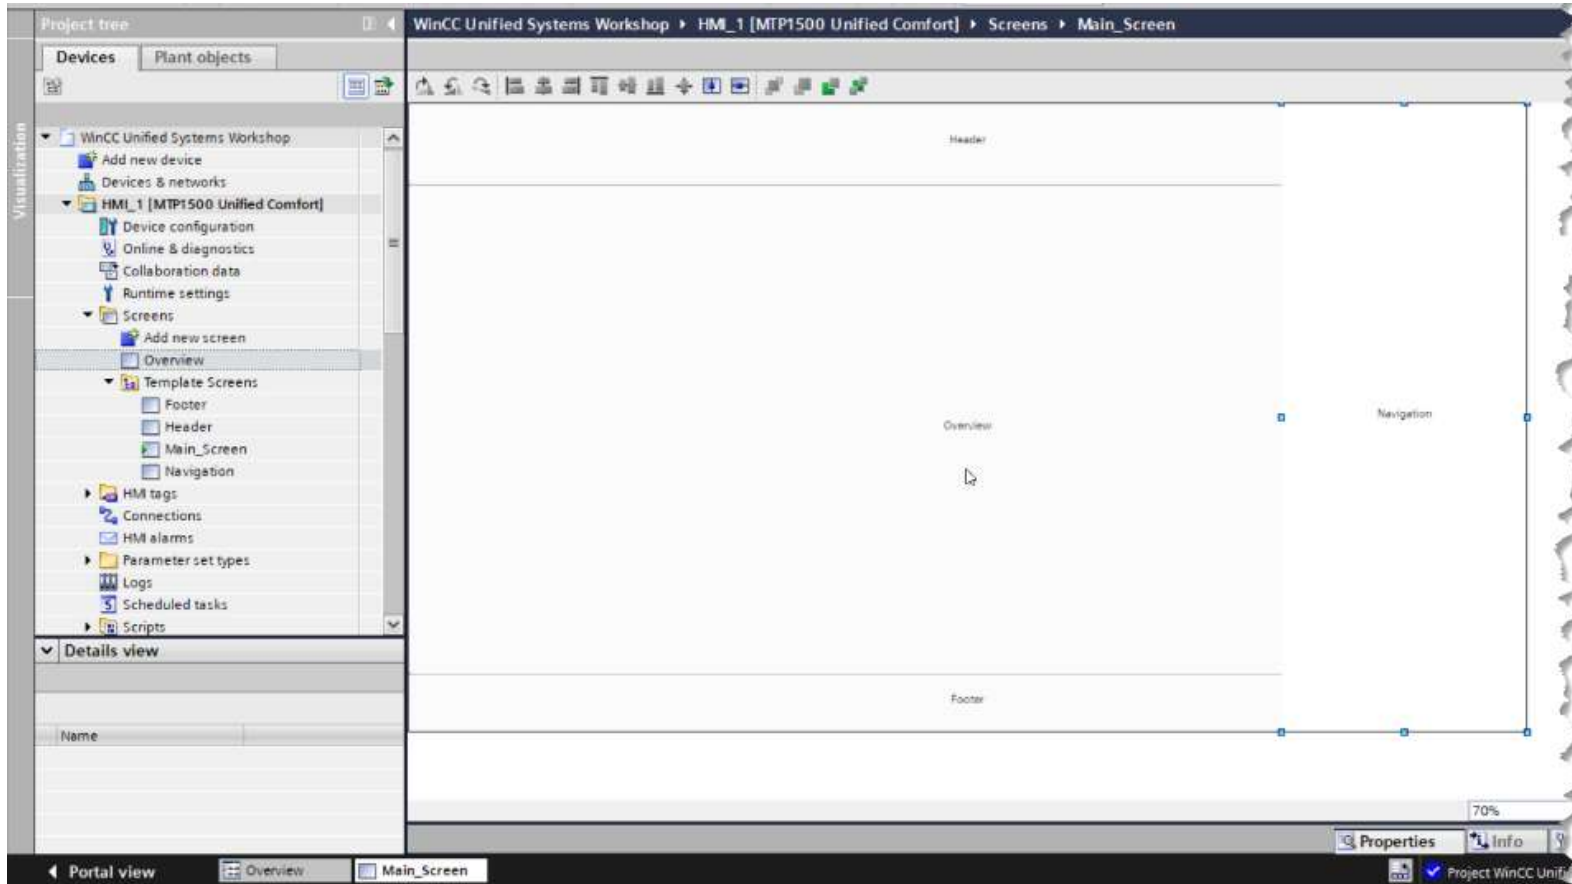 Project tree
WinCC Unified Systems Workshop ▸ HMI_1 [MTP1500 Unified Comfort] ▸ Screens ▸ Main_Screen
Devices
Plant objects
Visualization
WinCC Unified Systems Workshop
Add new device
Devices & networks
HMI_1 [MTP1500 Unified Comfort]
Device configuration
Online & diagnostics
Collaboration data
Runtime settings
Screens
Add new screen
Overview
Template Screens
Footer
Header
Main_Screen
Navigation
HMI tags
Connections
HMI alarms
Parameter set types
Logs
Scheduled tasks
Scripts
Details view
Name
Header
Overview
Navigation
Footer
70%
Properties
Info
Portal view
Overview
Main_Screen
Project WinCC Unifi